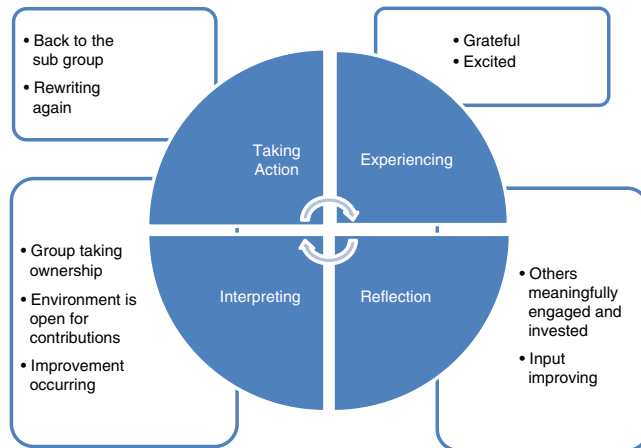 • Back to the
sub group
• Rewriting
again
• Grateful
• Excited
Taking
Action
Experiencing
Interpreting
Reflection
• Group taking
ownership
• Environment is
open for
contributions
• Improvement
occurring
• Others
meaningfully
engaged and
invested
• Input
improving